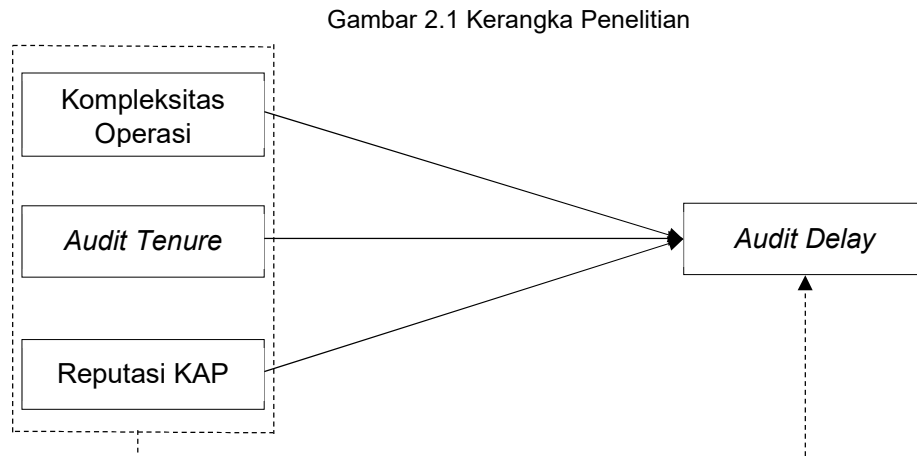 Gambar 2.1 Kerangka Penelitian
Kompleksitas
Operasi
Audit Tenure
Audit Delay
Reputasi KAP